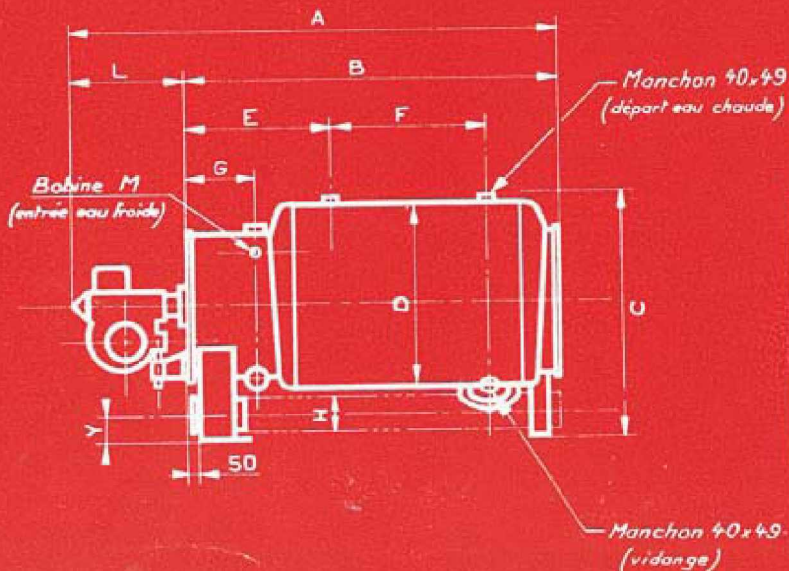 A
L
B
Manchon 40x49
(départ eau chaude)
E
F
G
Bobine M
(entrée eau froide)
D
C
H
Y
50
Manchon 40x49
(vidange)